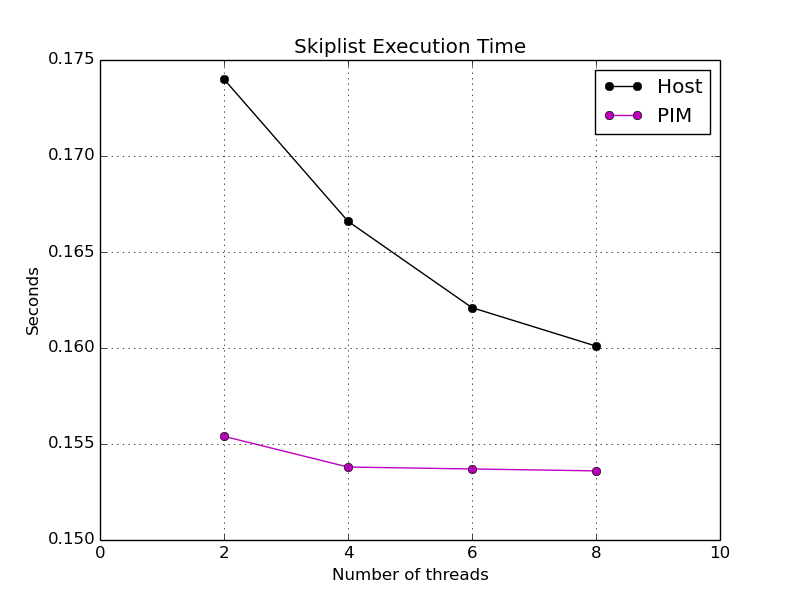 Skiplist Execution Time
Host
PIM
0.175
0.170
0.165
0.160
0.155
0.150
Seconds
0 2 4 6 8 10
Number of threads